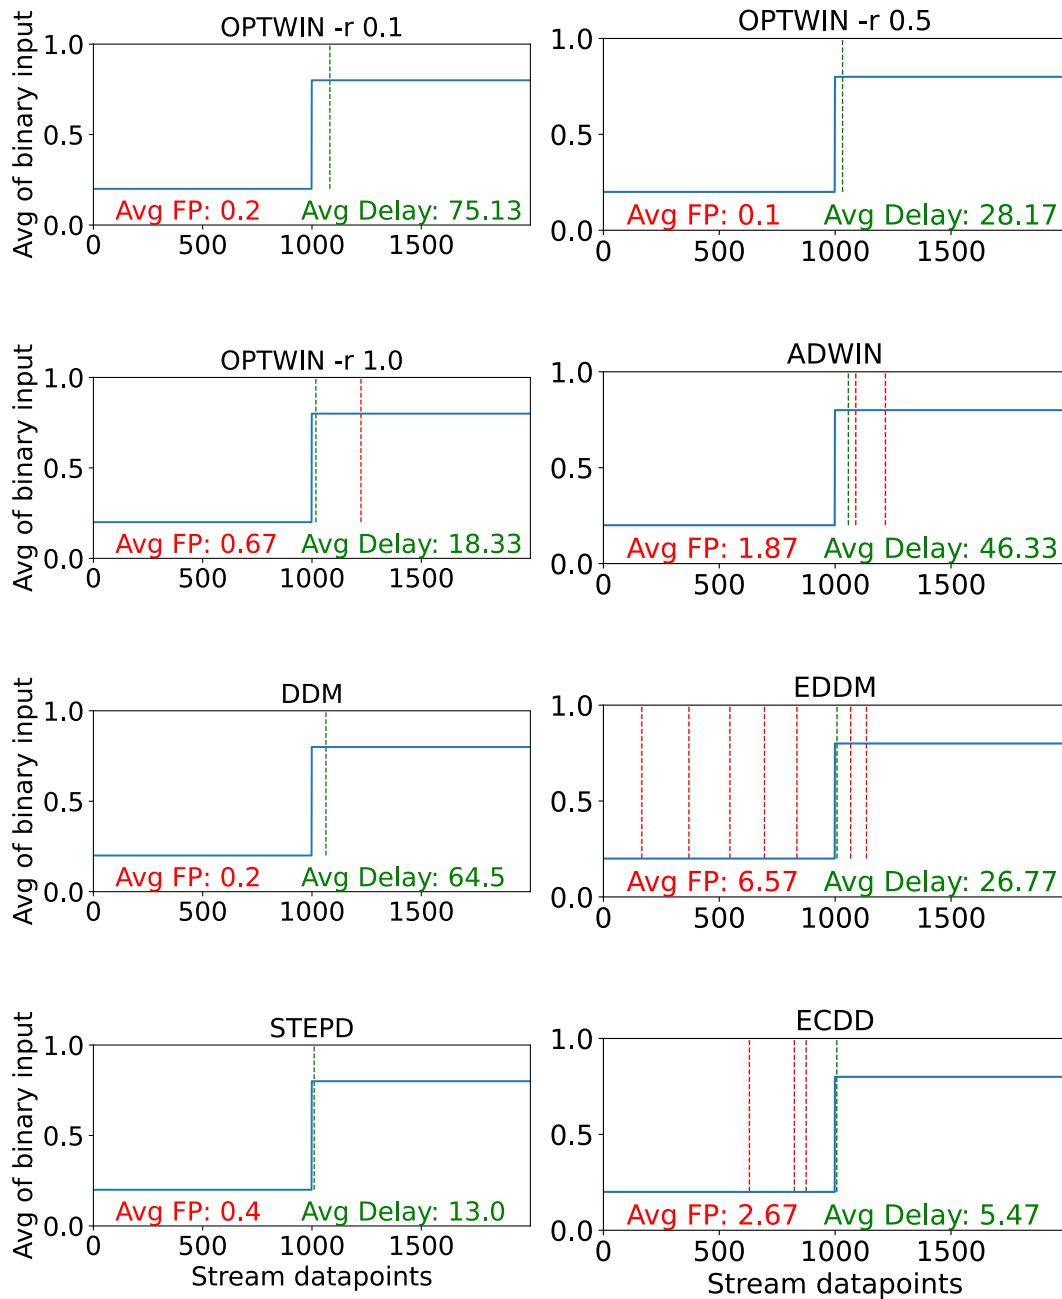 OPTWIN -r 0.1
Avg of binary input
1.0
0.5
0.0
Avg FP: 0.2 Avg Delay: 75.13
0 500 1000 1500
OPTWIN -r 0.5
1.0
0.5
0.0
Avg FP: 0.1 Avg Delay: 28.17
0 500 1000 1500
OPTWIN -r 1.0
Avg of binary input
1.0
0.5
0.0
Avg FP: 0.67 Avg Delay: 18.33
0 500 1000 1500
ADWIN
1.0
0.5
0.0
Avg FP: 1.87 Avg Delay: 46.33
0 500 1000 1500
DDM
Avg of binary input
1.0
0.5
0.0
Avg FP: 0.2 Avg Delay: 64.5
0 500 1000 1500
EDDM
1.0
0.5
0.0
Avg FP: 6.57 Avg Delay: 26.77
0 500 1000 1500
STEPD
Avg of binary input
1.0
0.5
0.0
Avg FP: 0.4 Avg Delay: 13.0
0 500 1000 1500
Stream datapoints
ECDD
1.0
0.5
0.0
Avg FP: 2.67 Avg Delay: 5.47
0 500 1000 1500
Stream datapoints